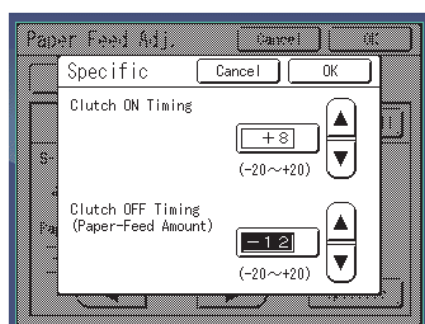 Paper Feed Adj. Cancel OK
Specific Cancel OK
Clutch ON Timing
+8
(-20～+20)
Clutch OFF Timing
(Paper-Feed Amount)
-12
(-20～+20)